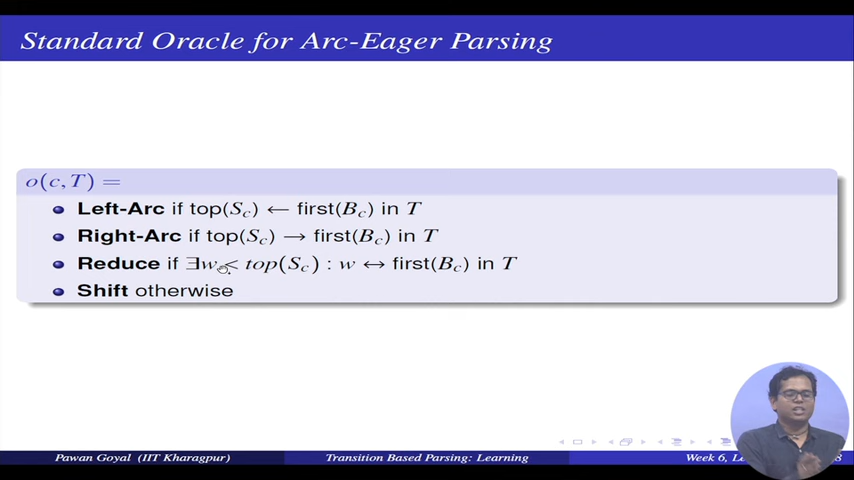 Standard Oracle for Arc-Eager Parsing
o(c, T) =
Left-Arc if top(S_c) ← first(B_c) in T
Right-Arc if top(S_c) → first(B_c) in T
Reduce if ∃w < top(S_c) : w ↔ first(B_c) in T
Shift otherwise
Pawan Goyal (IIT Kharagpur) Transition Based Parsing: Learning Week 6,